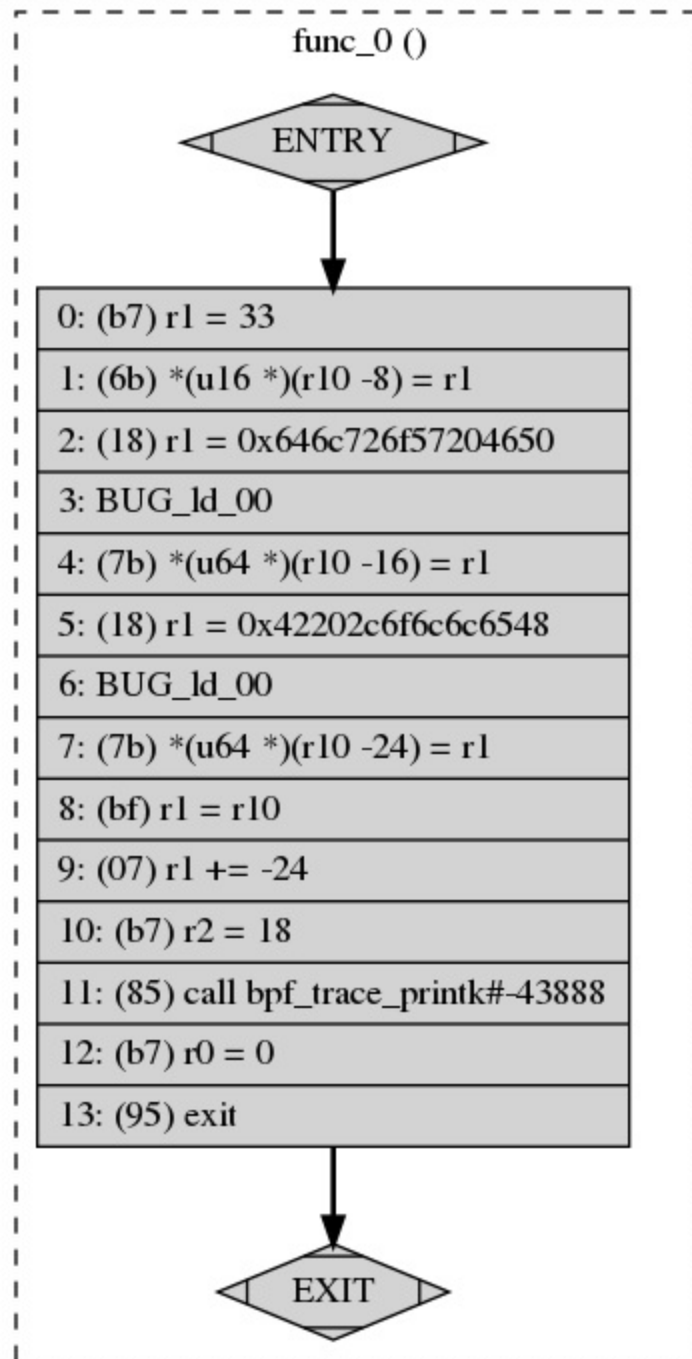 func_0 ()
ENTRY
0: (b7) r1 = 33
1: (6b) *(u16 *)(r10 -8) = r1
2: (18) r1 = 0x646c726f57204650
3: BUG_ld_00
4: (7b) *(u64 *)(r10 -16) = r1
5: (18) r1 = 0x42202c6f6c6c6548
6: BUG_ld_00
7: (7b) *(u64 *)(r10 -24) = r1
8: (bf) r1 = r10
9: (07) r1 += -24
10: (b7) r2 = 18
11: (85) call bpf_trace_printk#-43888
12: (b7) r0 = 0
13: (95) exit
EXIT